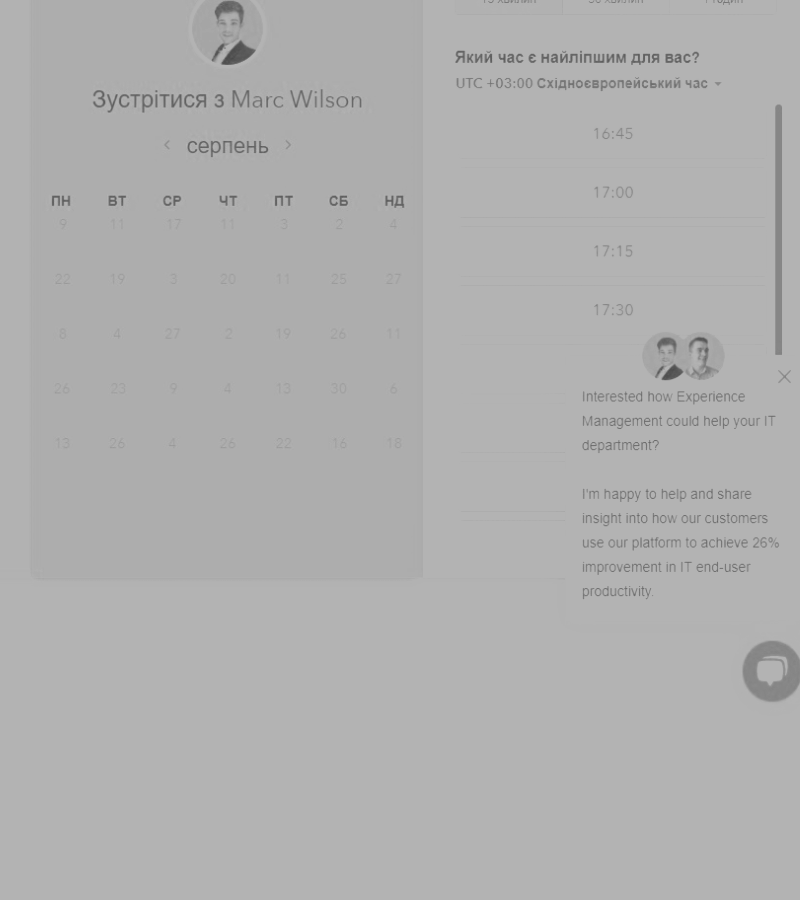 Зустрітися з Marc Wilson
серпень
ПН ВТ СР ЧТ ПТ СБ НД
9 11 17 11 3 2 4
22 19 3 20 11 25 27
8 4 27 2 19 26 11
26 23 9 4 13 30 6
13 26 4 26 22 16 18
Який час є найліпшим для вас?
UTC +03:00 Східноєвропейський час
16:45
17:00
17:15
17:30
Interested how Experience
Management could help your IT
department?
I'm happy to help and share
insight into how our customers
use our platform to achieve 26%
improvement in IT end-user
productivity.